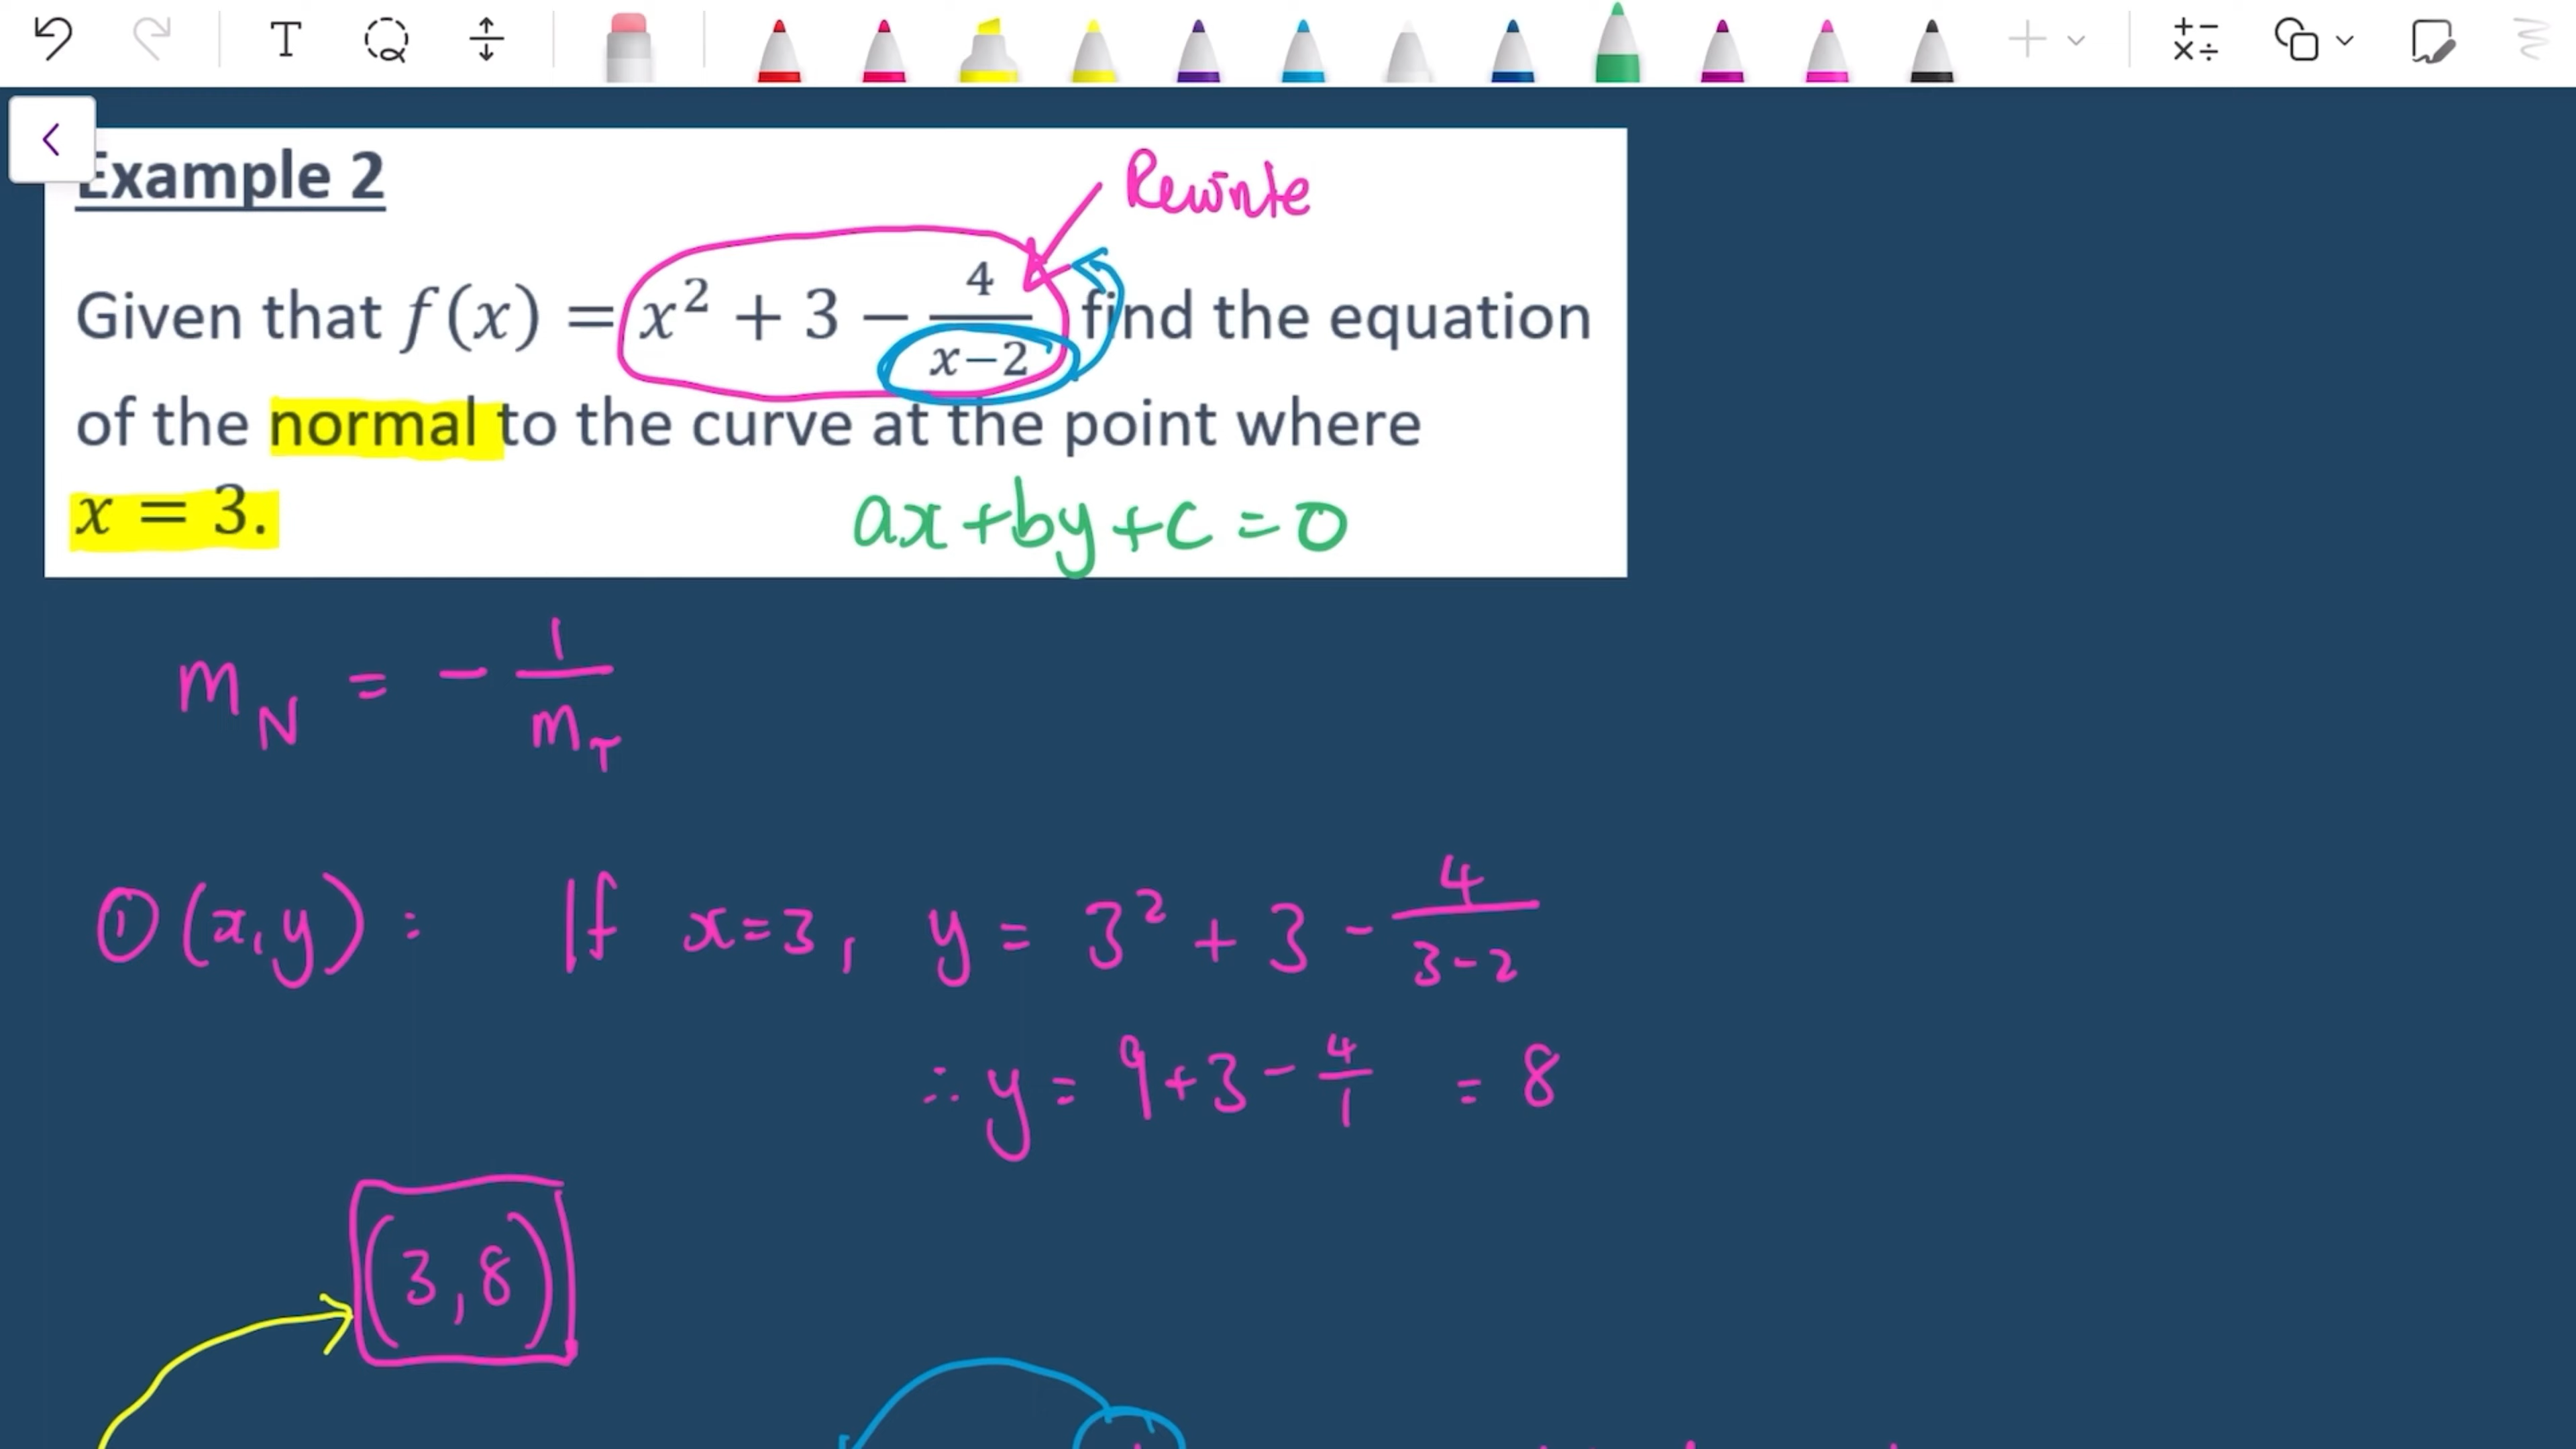 Example 2
Rewrite
Given that f(x) = x² + 3 − 4/(x−2) find the equation
of the normal to the curve at the point where
x = 3.
ax+by+c=0
m_N = - 1/m_T
① (x,y): If x=3, y = 3² + 3 - 4/(3-2)
∴ y = 9+3- 4/1 = 8
(3,8)